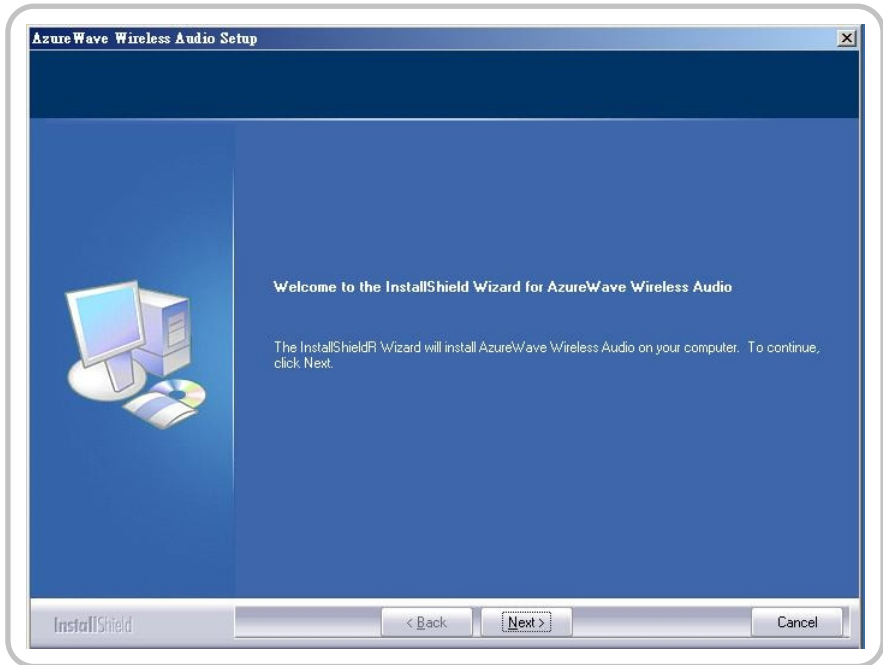 AzureWave Wireless Audio Setup
Welcome to the InstallShield Wizard for AzureWave Wireless Audio
The InstallShieldR Wizard will install AzureWave Wireless Audio on your computer. To continue,
click Next.
InstallShield
< Back
Next >
Cancel